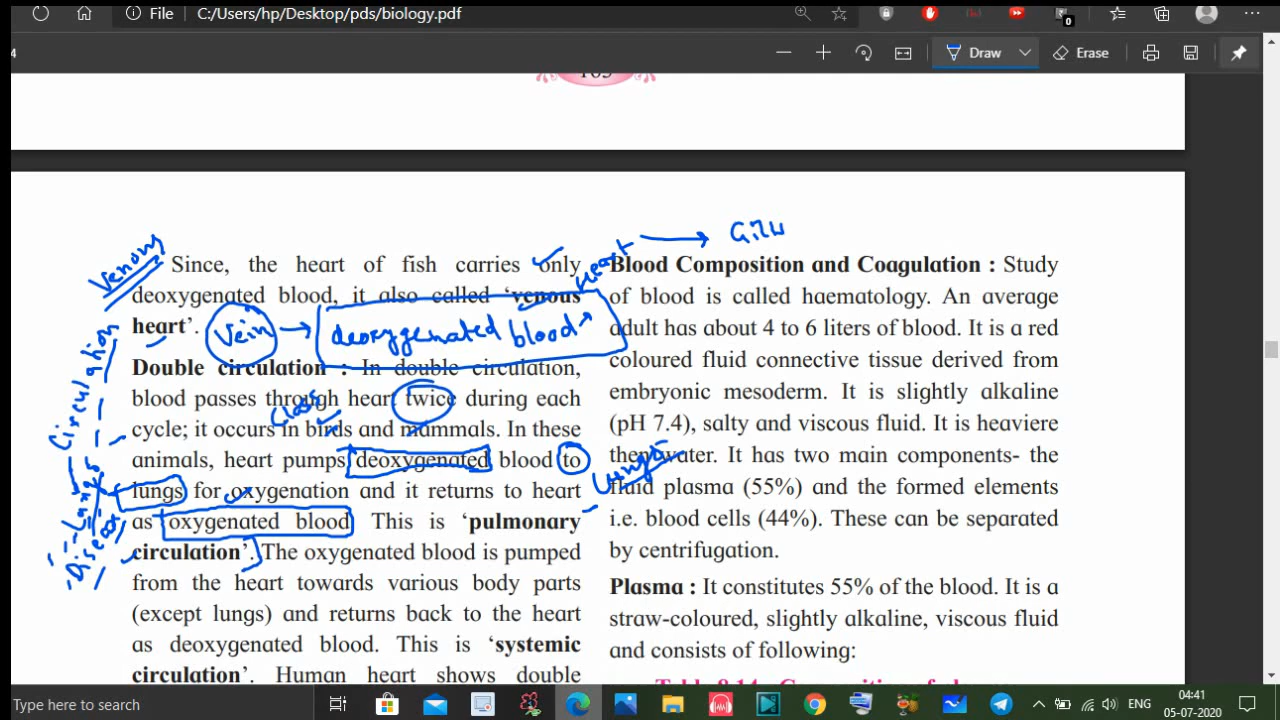 File
C:/Users/hp/Desktop/pds/biology.pdf
0
4
Draw
Erase
Since, the heart of fish carries only
deoxygenated blood, it also called 'venous
heart'.
Double circulation : In double circulation,
blood passes through heart twice during each
cycle; it occurs in birds and mammals. In these
animals, heart pumps deoxygenated blood to
lungs for oxygenation and it returns to heart
as oxygenated blood. This is 'pulmonary
circulation'. The oxygenated blood is pumped
from the heart towards various body parts
(except lungs) and returns back to the heart
as deoxygenated blood. This is 'systemic
circulation'. Human heart shows double
Venous
Vein → deoxygenated blood
heart → Gills
Class
Lungs
Circulation
Lungs
Disease
Blood Composition and Coagulation : Study
of blood is called haematology. An average
adult has about 4 to 6 liters of blood. It is a red
coloured fluid connective tissue derived from
embryonic mesoderm. It is slightly alkaline
(pH 7.4), salty and viscous fluid. It is heaviere
then water. It has two main components- the
fluid plasma (55%) and the formed elements
i.e. blood cells (44%). These can be separated
by centrifugation.
Plasma : It constitutes 55% of the blood. It is a
straw-coloured, slightly alkaline, viscous fluid
and consists of following:
Type here to search
ENG
04:41
05-07-2020